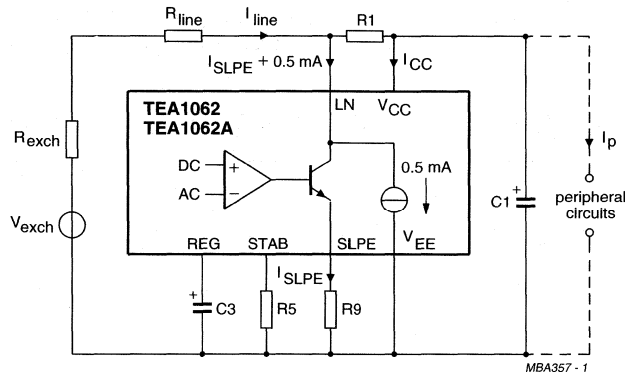 Rline
Iline
R1
ISLPE + 0.5 mA
ICC
LN
VCC
TEA1062
TEA1062A
Rexch
Ip
DC
+
0.5 mA
AC
−
C1
+
peripheral
circuits
Vexch
REG
STAB
SLPE
VEE
ISLPE
+
C3
R5
R9
MBA357 - 1